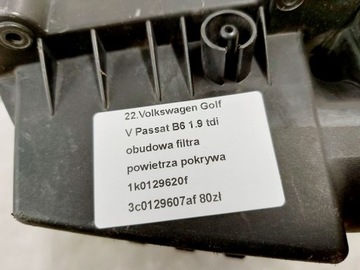 22.Volkswagen Golf
V Passat B6 1.9 tdi
obudowa filtra
powietrza pokrywa
1k0129620f
3c0129607af 80zł